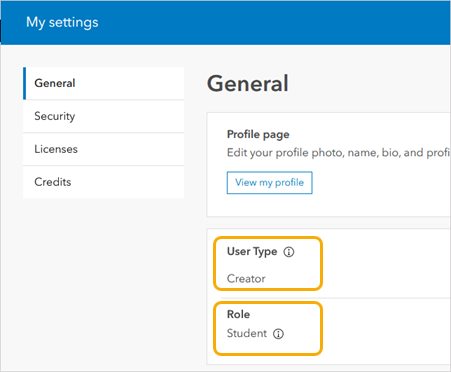 My settings
General
Security
Licenses
Credits
General
Profile page
Edit your profile photo, name, bio, and profi
View my profile
User Type
Creator
Role
Student